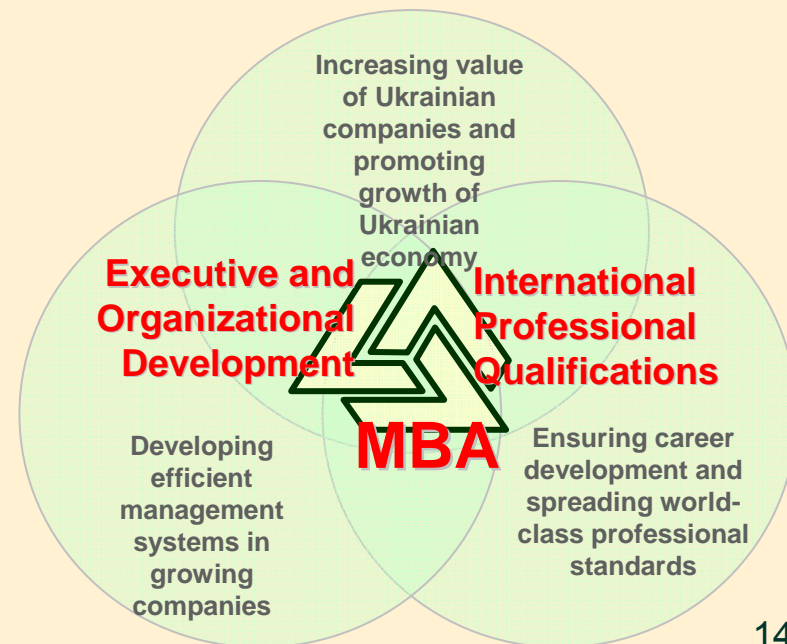 Increasing value
of Ukrainian
companies and
promoting
growth of
Ukrainian
economy
Executive and
Organizational
Development
International
Professional
Qualifications
MBA
Developing
efficient
management
systems in
growing
companies
Ensuring career
development and
spreading world-
class professional
standards
14